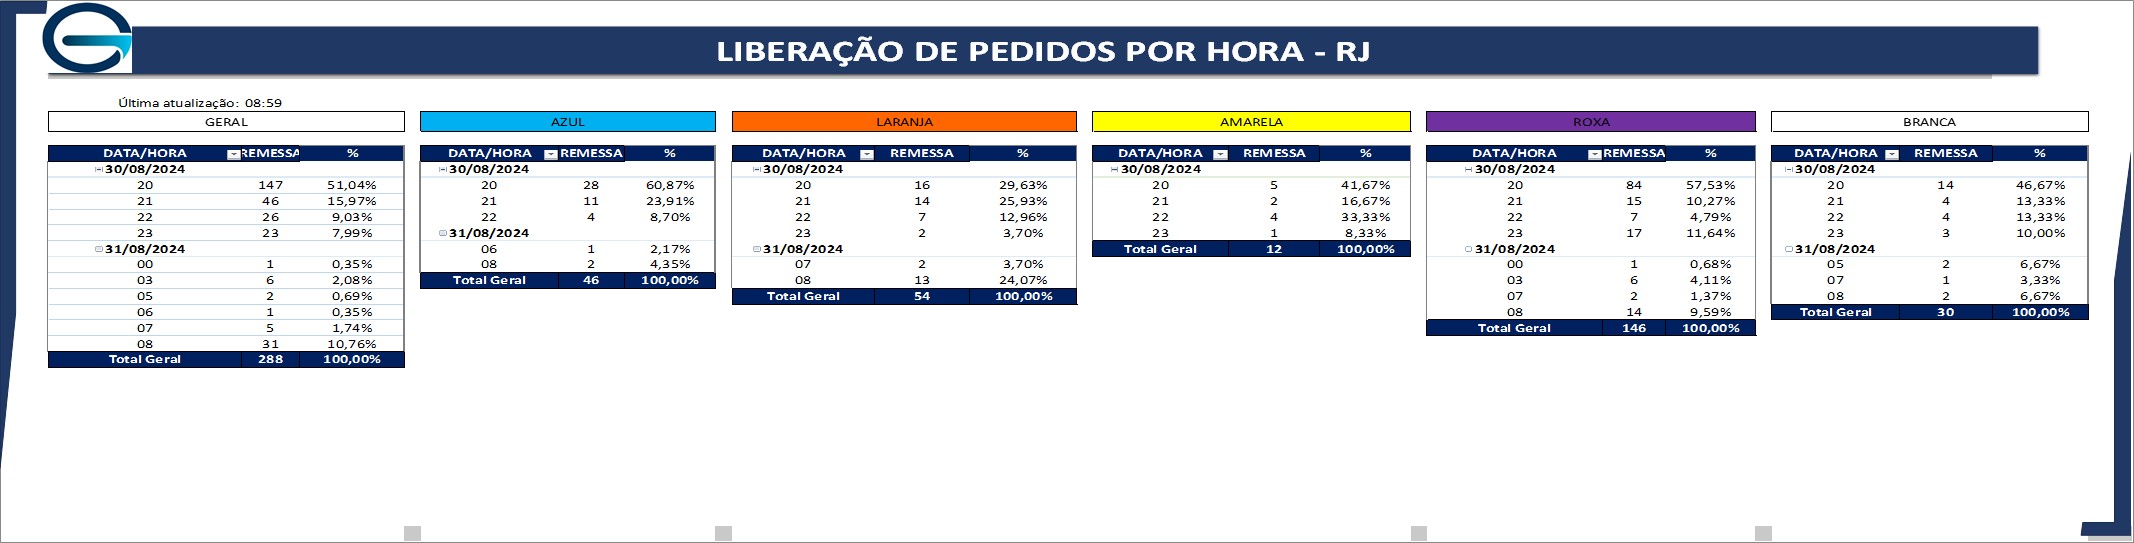 LIBERAÇÃO DE PEDIDOS POR HORA - RJ
Última atualização: 08:59
GERAL
DATA/HORA REMESSA %
30/08/2024
20 147 51,04%
21 46 15,97%
22 26 9,03%
23 23 7,99%
31/08/2024
00 1 0,35%
03 6 2,08%
05 2 0,69%
06 1 0,35%
07 5 1,74%
08 31 10,76%
Total Geral 288 100,00%
AZUL
DATA/HORA REMESSA %
30/08/2024
20 28 60,87%
21 11 23,91%
22 4 8,70%
31/08/2024
06 1 2,17%
08 2 4,35%
Total Geral 46 100,00%
LARANJA
DATA/HORA REMESSA %
30/08/2024
20 16 29,63%
21 14 25,93%
22 7 12,96%
23 2 3,70%
31/08/2024
07 2 3,70%
08 13 24,07%
Total Geral 54 100,00%
AMARELA
DATA/HORA REMESSA %
30/08/2024
20 5 41,67%
21 2 16,67%
22 4 33,33%
23 1 8,33%
Total Geral 12 100,00%
ROXA
DATA/HORA REMESSA %
30/08/2024
20 84 57,53%
21 15 10,27%
22 7 4,79%
23 17 11,64%
31/08/2024
00 1 0,68%
03 6 4,11%
07 2 1,37%
08 14 9,59%
Total Geral 146 100,00%
BRANCA
DATA/HORA REMESSA %
30/08/2024
20 14 46,67%
21 4 13,33%
22 4 13,33%
23 3 10,00%
31/08/2024
05 2 6,67%
07 1 3,33%
08 2 6,67%
Total Geral 30 100,00%